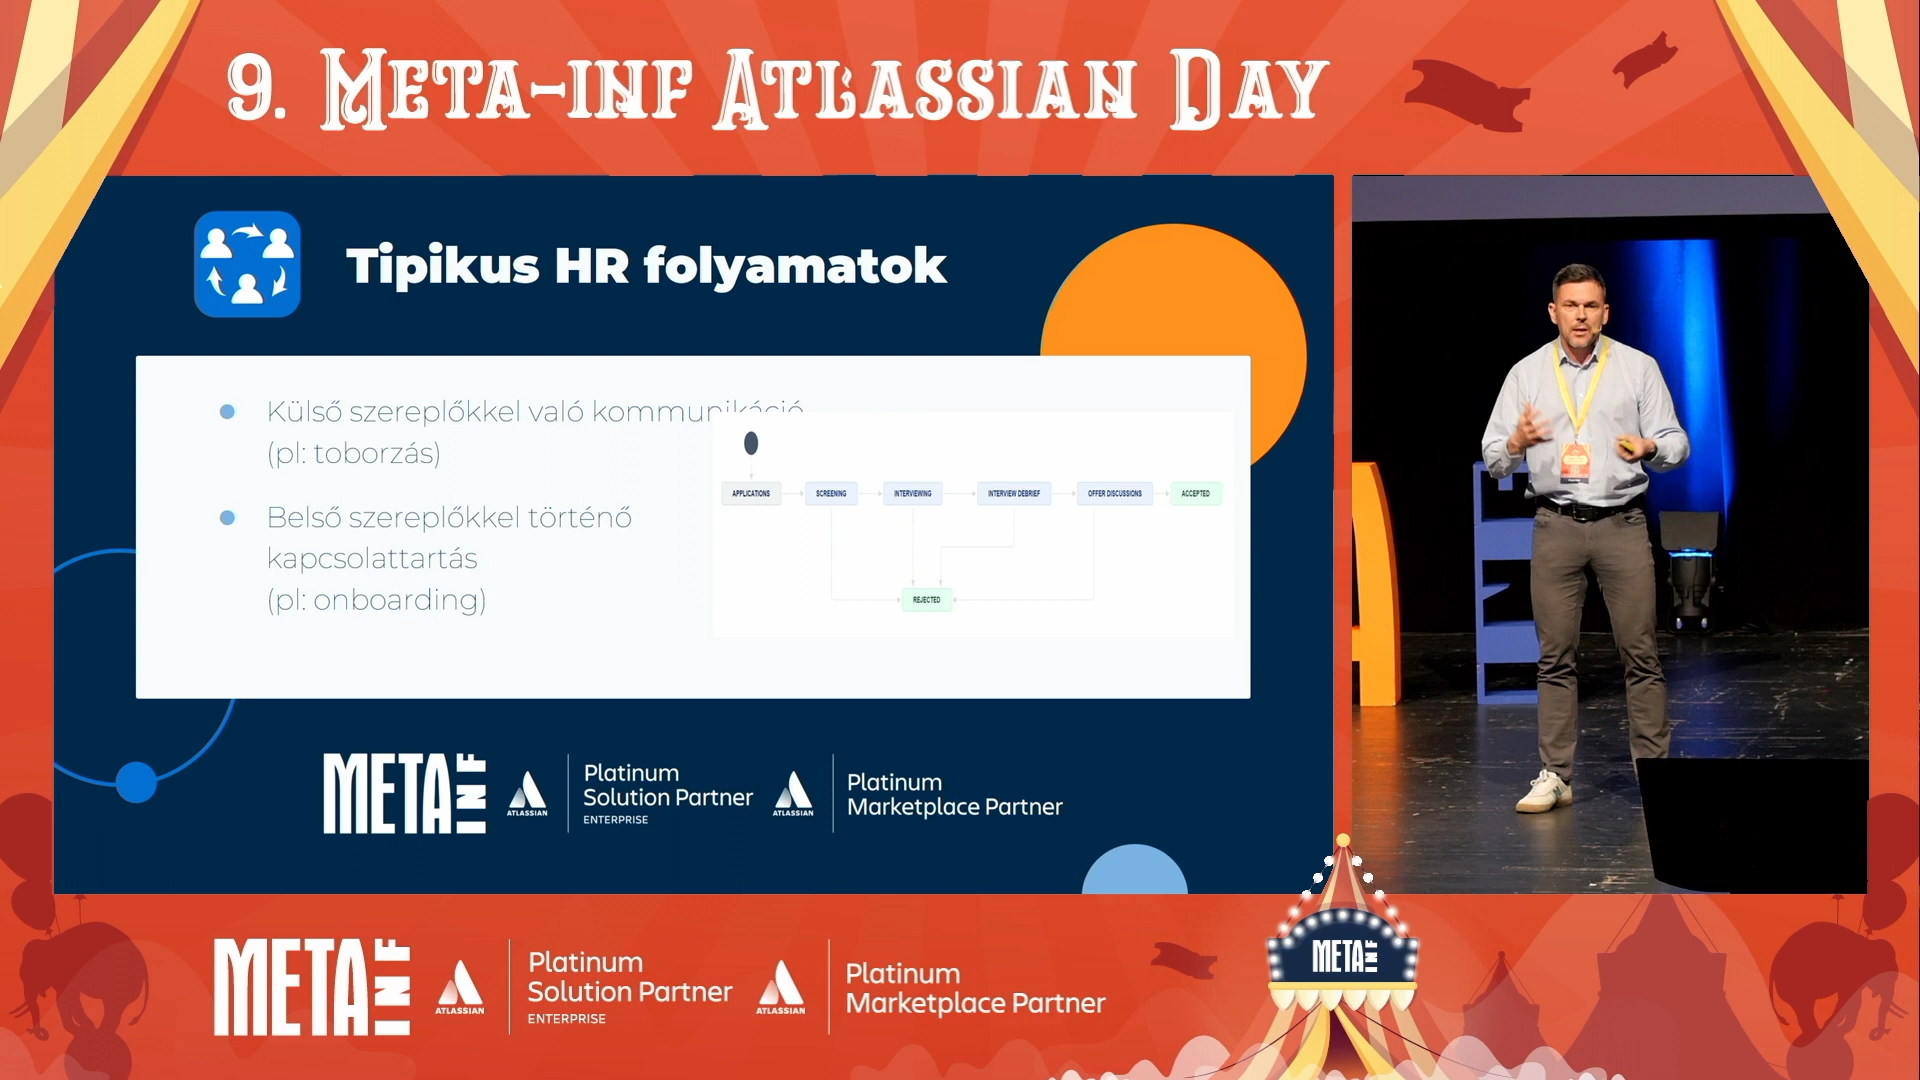 9. META-INF ATLASSIAN DAY
Tipikus HR folyamatok
Külső szereplőkkel való kommunikáció
(pl: toborzás)
Belső szereplőkkel történő
kapcsolattartás
(pl: onboarding)
APPLICATIONS
SCREENING
INTERVIEWING
INTERVIEW DEBRIEF
OFFER DISCUSSIONS
ACCEPTED
REJECTED
META INF
ATLASSIAN
Platinum
Solution Partner
ENTERPRISE
ATLASSIAN
Platinum
Marketplace Partner
META INF
META INF
ATLASSIAN
Platinum
Solution Partner
ENTERPRISE
ATLASSIAN
Platinum
Marketplace Partner